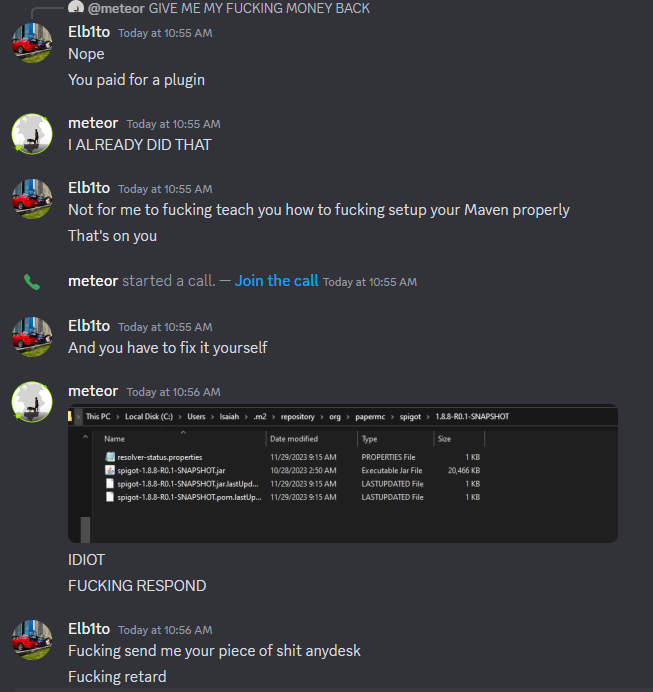 @meteor GIVE ME MY FUCKING MONEY BACK
Elb1to Today at 10:55 AM
Nope
You paid for a plugin
meteor Today at 10:55 AM
I ALREADY DID THAT
Elb1to Today at 10:55 AM
Not for me to fucking teach you how to fucking setup your Maven properly
That's on you
meteor started a call. — Join the call Today at 10:55 AM
Elb1to Today at 10:55 AM
And you have to fix it yourself
meteor Today at 10:56 AM
This PC > Local Disk (C:) > Users > Isaiah > .m2 > repository > org > papermc > spigot > 1.8.8-R0.1-SNAPSHOT
Name Date modified Type Size
resolver-status.properties 11/29/2023 9:15 AM PROPERTIES File 1 KB
spigot-1.8.8-R0.1-SNAPSHOT.jar 10/28/2023 2:50 AM Executable Jar File 20,466 KB
spigot-1.8.8-R0.1-SNAPSHOT.jar.lastUpd... 11/29/2023 9:15 AM LASTUPDATED File 1 KB
spigot-1.8.8-R0.1-SNAPSHOT.pom.lastUp... 11/29/2023 9:15 AM LASTUPDATED File 1 KB
IDIOT
FUCKING RESPOND
Elb1to Today at 10:56 AM
Fucking send me your piece of shit anydesk
Fucking retard